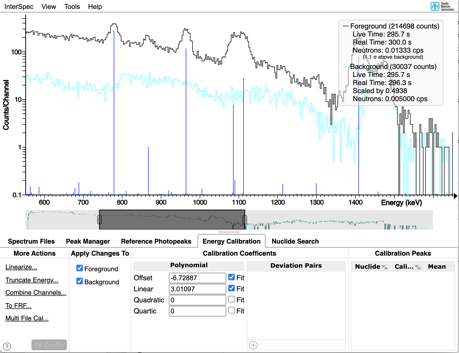 InterSpec View Tools Help
Foreground (214698 counts)
Live Time: 295.7 s
Real Time: 300.0 s
Neutrons: 0.01333 cps
(1.1 σ above background)
Background (30037 counts)
Live Time: 295.7 s
Real Time: 296.3 s
Scaled by 0.4938
Neutrons: 0.005000 cps
Counts/Channel
100
10
1
0.1
600 700 800 900 1000 1100 1200 1300 1400
Energy (keV)
Spectrum Files Peak Manager Reference Photopeaks Energy Calibration Nuclide Search
More Actions Apply Changes To Calibration Coefficients Calibration Peaks
Linearize...
Truncate Energy...
Combine Channels...
To FRF...
Multi File Cal...
Foreground
Background
Polynomial
Offset -6.72887 Fit
Linear 3.01097 Fit
Quadratic 0 Fit
Quartic 0 Fit
Deviation Pairs
Nuclide Cali... Mean